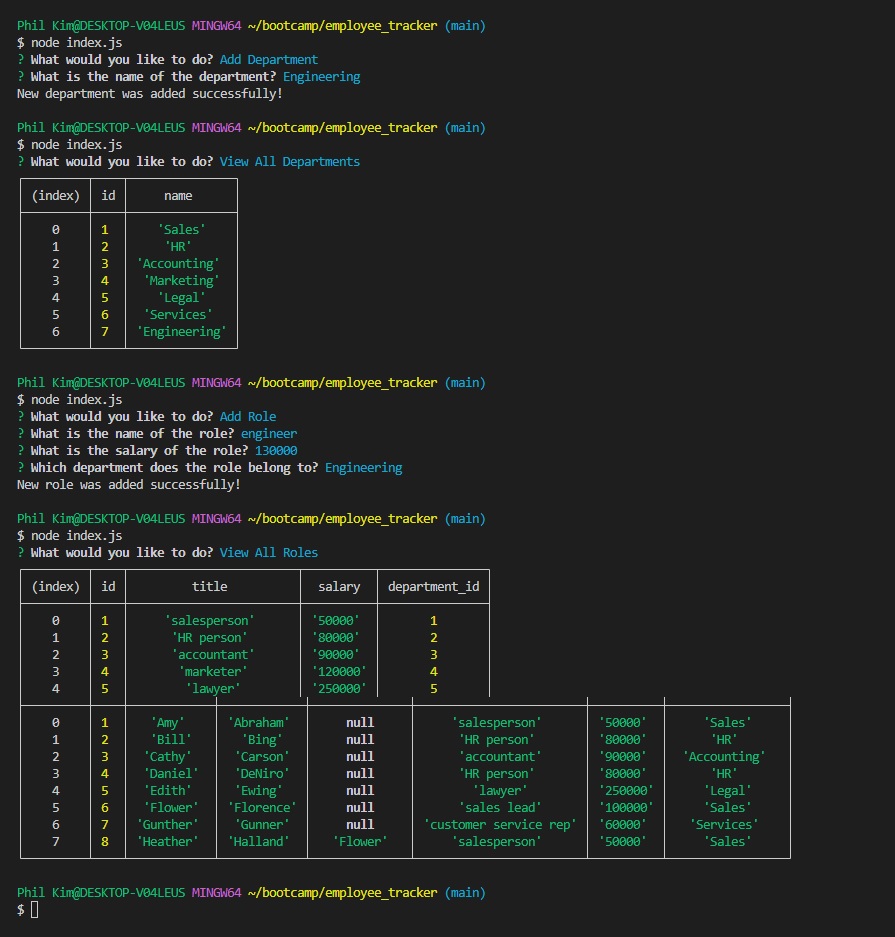 Phil Kim@DESKTOP-V04LEUS MINGW64 ~/bootcamp/employee_tracker (main)
$ node index.js
? What would you like to do? Add Department
? What is the name of the department? Engineering
New department was added successfully!
Phil Kim@DESKTOP-V04LEUS MINGW64 ~/bootcamp/employee_tracker (main)
$ node index.js
? What would you like to do? View All Departments
(index) id name
0 1 'Sales'
1 2 'HR'
2 3 'Accounting'
3 4 'Marketing'
4 5 'Legal'
5 6 'Services'
6 7 'Engineering'
Phil Kim@DESKTOP-V04LEUS MINGW64 ~/bootcamp/employee_tracker (main)
$ node index.js
? What would you like to do? Add Role
? What is the name of the role? engineer
? What is the salary of the role? 130000
? Which department does the role belong to? Engineering
New role was added successfully!
Phil Kim@DESKTOP-V04LEUS MINGW64 ~/bootcamp/employee_tracker (main)
$ node index.js
? What would you like to do? View All Roles
(index) id title salary department_id
0 1 'salesperson' '50000' 1
1 2 'HR person' '80000' 2
2 3 'accountant' '90000' 3
3 4 'marketer' '120000' 4
4 5 'lawyer' '250000' 5
0 1 'Amy' 'Abraham' null 'salesperson' '50000' 'Sales'
1 2 'Bill' 'Bing' null 'HR person' '80000' 'HR'
2 3 'Cathy' 'Carson' null 'accountant' '90000' 'Accounting'
3 4 'Daniel' 'DeNiro' null 'HR person' '80000' 'HR'
4 5 'Edith' 'Ewing' null 'lawyer' '250000' 'Legal'
5 6 'Flower' 'Florence' null 'sales lead' '100000' 'Sales'
6 7 'Gunther' 'Gunner' null 'customer service rep' '60000' 'Services'
7 8 'Heather' 'Halland' 'Flower' 'salesperson' '50000' 'Sales'
Phil Kim@DESKTOP-V04LEUS MINGW64 ~/bootcamp/employee_tracker (main)
$